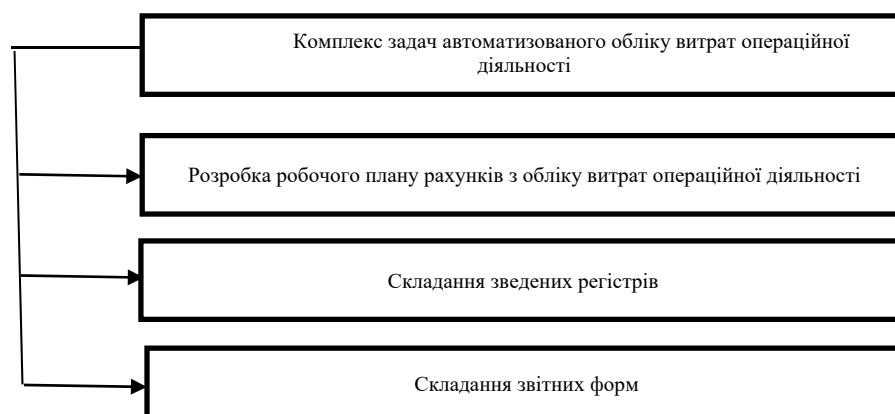 Комплекс задач автоматизованого обліку витрат операційної
діяльності
Розробка робочого плану рахунків з обліку витрат операційної діяльності
Складання зведених регістрів
Складання звітних форм